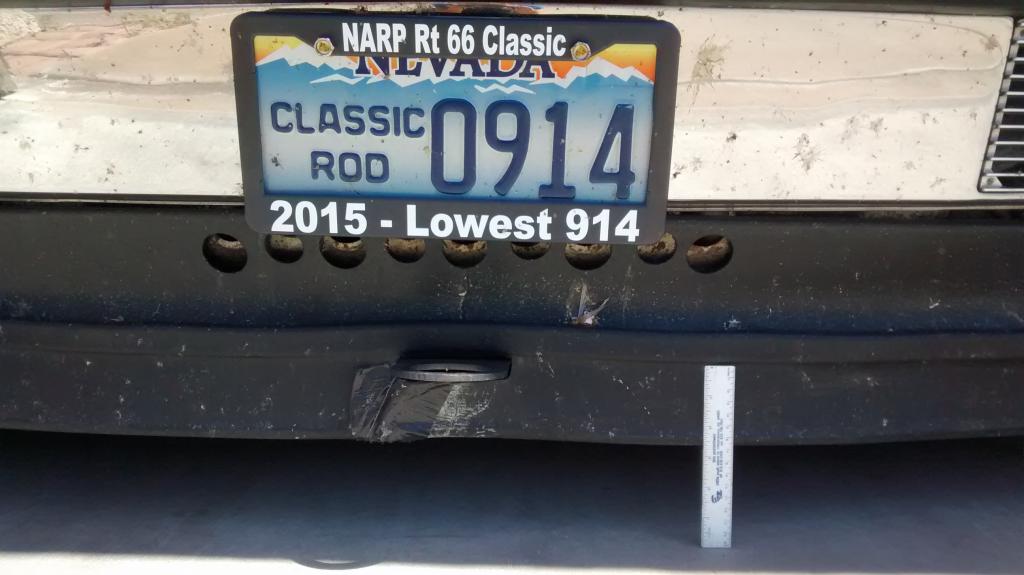 NARP Rt 66 Classic
NEVADA
CLASSIC
ROD
0914
2015 - Lowest 914